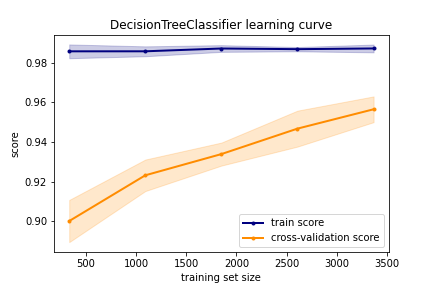 DecisionTreeClassifier learning curve
score
0.98
0.96
0.94
0.92
0.90
train score
cross-validation score
500 1000 1500 2000 2500 3000 3500
training set size